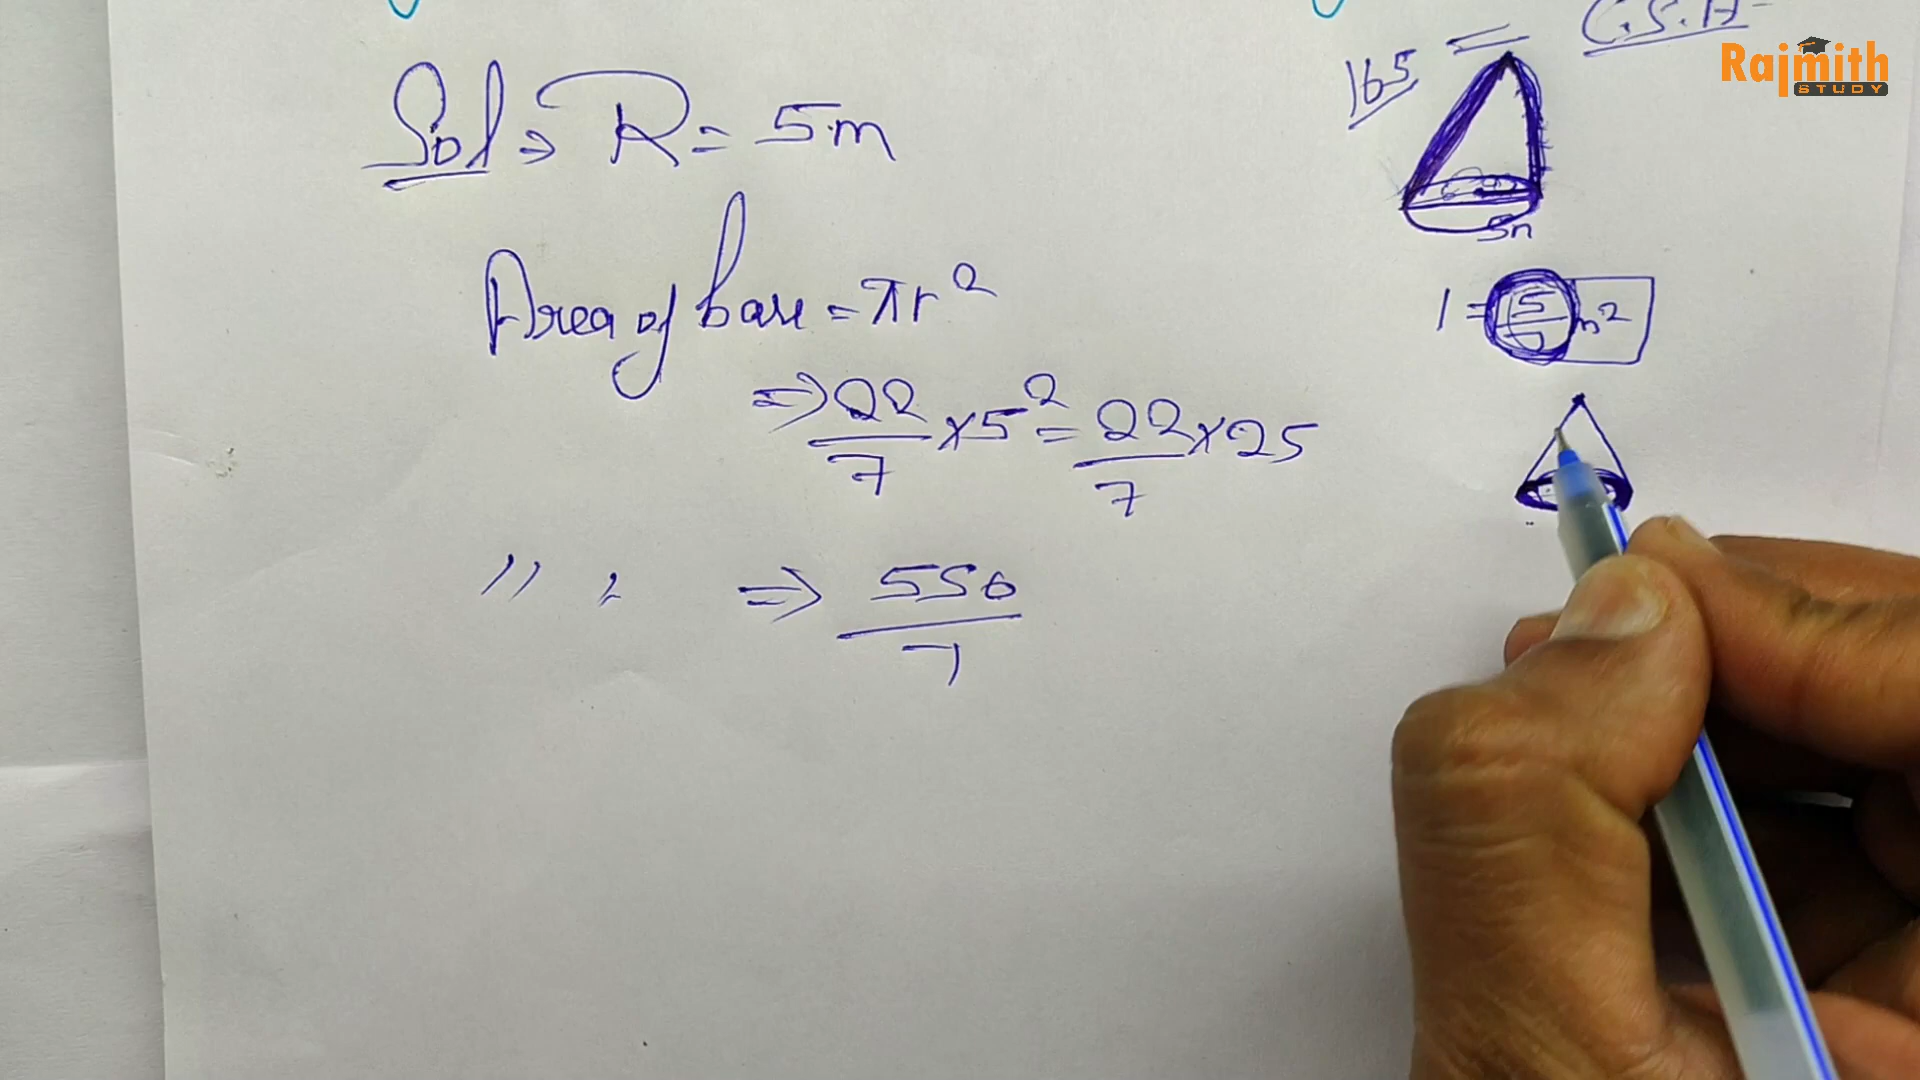 Sol ⇒ R = 5m
Area of base = πr²
⇒ 22/7 × 5² = 22/7 × 25
〃 〃 ⇒ 550/7
165
C.S.A
5m
1 = 5/7 m²
Rajmith
STUDY